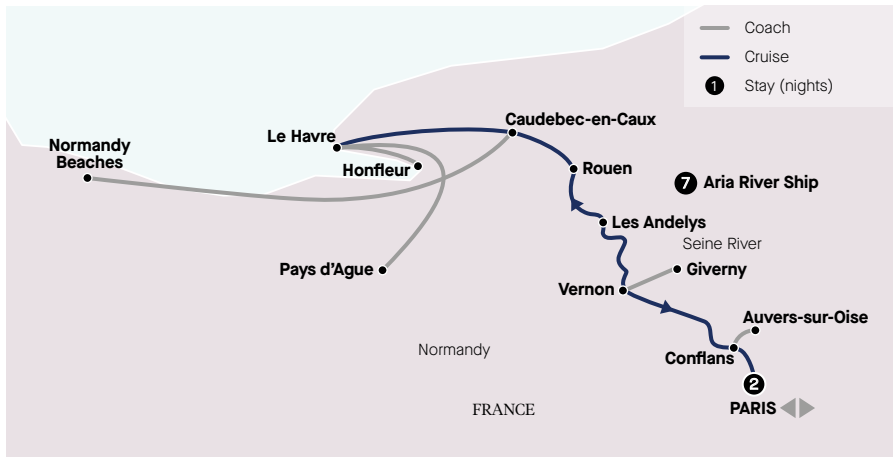 Coach
Cruise
1 Stay (nights)
Caudebec-en-Caux
Le Havre
Normandy
Beaches
Honfleur
Rouen
7 Aria River Ship
Les Andelys
Seine River
Pays d’Ague
Giverny
Vernon
Auvers-sur-Oise
Normandy
Conflans
2
PARIS
FRANCE